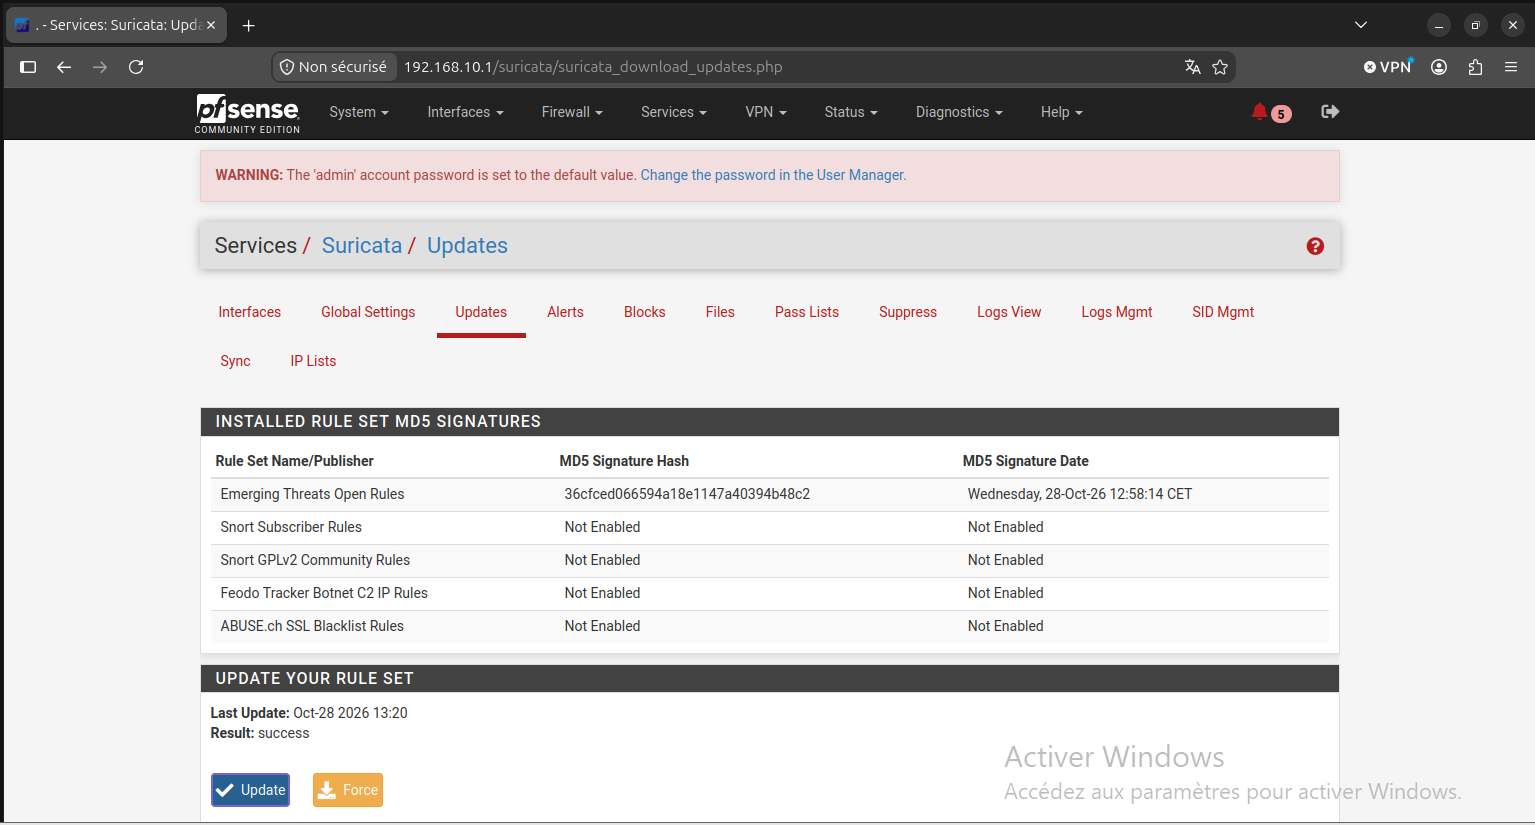 . - Services: Suricata: Upda
Non sécurisé 192.168.10.1/suricata/suricata_download_updates.php VPN
pfsense
COMMUNITY EDITION
System Interfaces Firewall Services VPN Status Diagnostics Help 5
WARNING: The 'admin' account password is set to the default value. Change the password in the User Manager.
Services / Suricata / Updates
Interfaces Global Settings Updates Alerts Blocks Files Pass Lists Suppress Logs View Logs Mgmt SID Mgmt
Sync IP Lists
INSTALLED RULE SET MD5 SIGNATURES
Rule Set Name/Publisher MD5 Signature Hash MD5 Signature Date
Emerging Threats Open Rules 36cfced066594a18e1147a40394b48c2 Wednesday, 28-Oct-26 12:58:14 CET
Snort Subscriber Rules Not Enabled Not Enabled
Snort GPLv2 Community Rules Not Enabled Not Enabled
Feodo Tracker Botnet C2 IP Rules Not Enabled Not Enabled
ABUSE.ch SSL Blacklist Rules Not Enabled Not Enabled
UPDATE YOUR RULE SET
Last Update: Oct-28 2026 13:20
Result: success
Update Force
Activer Windows
Accédez aux paramètres pour activer Windows.